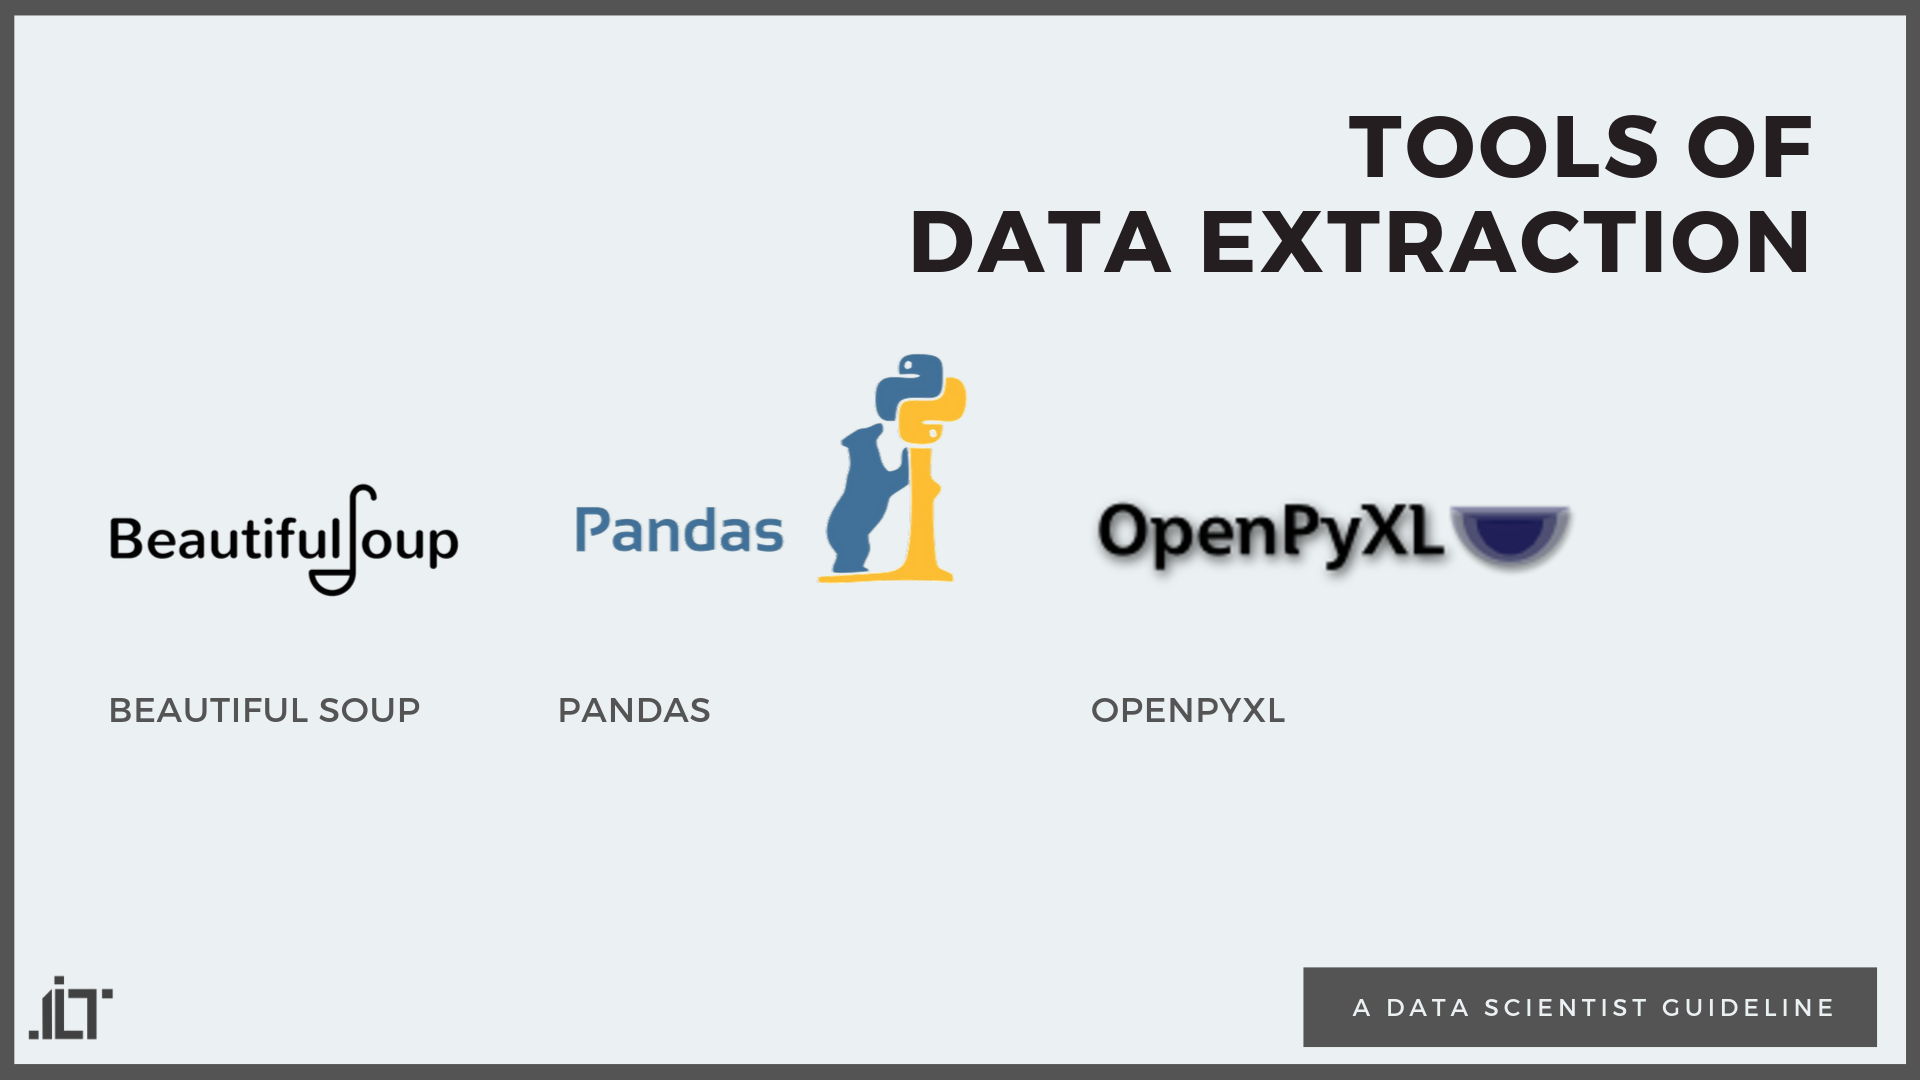 TOOLS OF
DATA EXTRACTION
BeautifulSoup
Pandas
OpenPyXL
BEAUTIFUL SOUP
PANDAS
OPENPYXL
A DATA SCIENTIST GUIDELINE